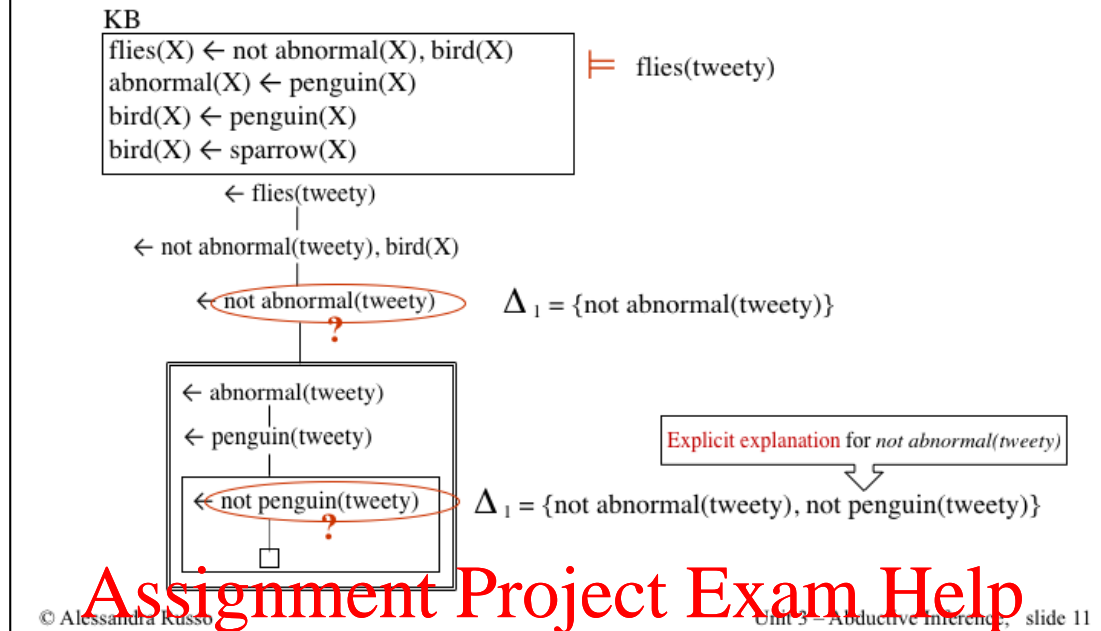 KB
flies(X) ← not abnormal(X), bird(X)
abnormal(X) ← penguin(X)
bird(X) ← penguin(X)
bird(X) ← sparrow(X)
⊨ flies(tweety)
← flies(tweety)
← not abnormal(tweety), bird(X)
← not abnormal(tweety) Δ 1 = {not abnormal(tweety)}
?
← abnormal(tweety)
← penguin(tweety)
Explicit explanation for not abnormal(tweety)
← not penguin(tweety) Δ 1 = {not abnormal(tweety), not penguin(tweety)}
?
Assignment Project Exam Help
© Alessandra Russo Unit 3 – Abductive Inference, slide 11